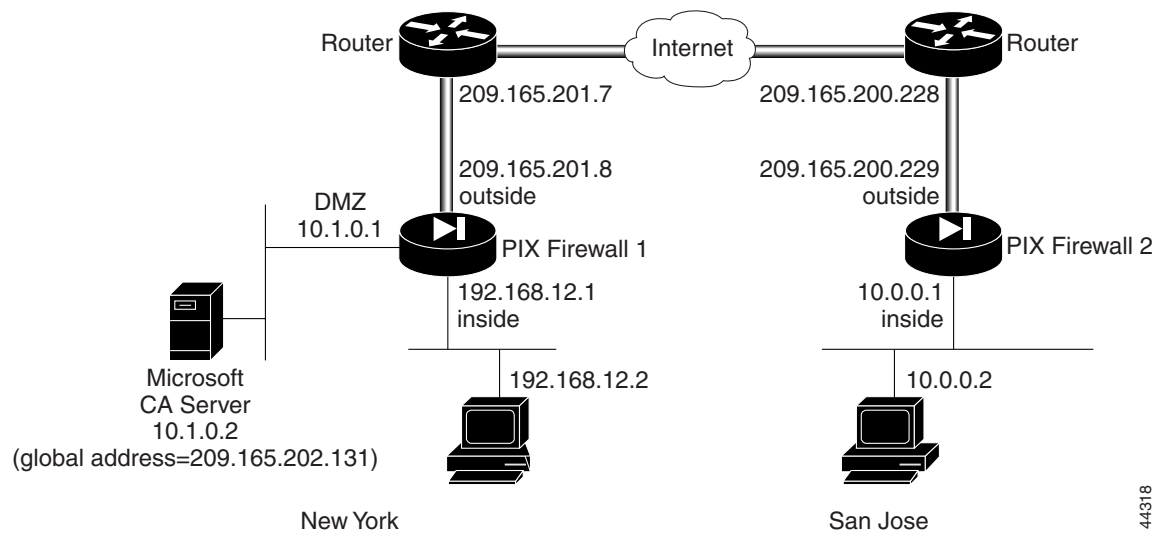 Router
Internet
Router
209.165.201.7
209.165.200.228
209.165.201.8
outside
209.165.200.229
outside
DMZ
10.1.0.1
PIX Firewall 1
PIX Firewall 2
192.168.12.1
inside
10.0.0.1
inside
192.168.12.2
10.0.0.2
Microsoft
CA Server
10.1.0.2
(global address=209.165.202.131)
New York
San Jose
44318